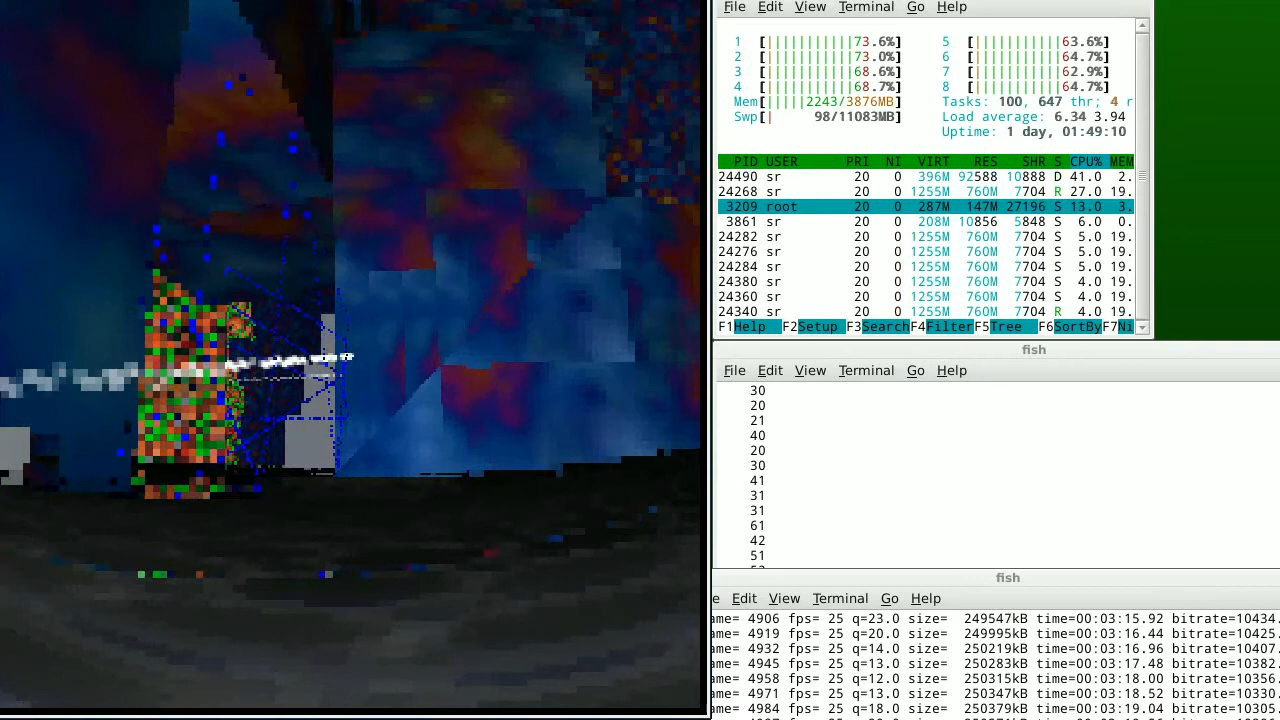 File Edit View Terminal Go Help
1 [|||||||||||73.6%] 5 [|||||||||||63.6%]
2 [|||||||||||73.0%] 6 [|||||||||||64.7%]
3 [|||||||||||68.6%] 7 [|||||||||||62.9%]
4 [|||||||||||68.7%] 8 [|||||||||||64.7%]
Mem[|||||2243/3876MB] Tasks: 100, 647 thr; 4 r
Swp[| 98/11083MB] Load average: 6.34 3.94
Uptime: 1 day, 01:49:10
PID USER PRI NI VIRT RES SHR S CPU% MEM
24490 sr 20 0 396M 92588 10888 D 41.0 2.
24268 sr 20 0 1255M 760M 7704 R 27.0 19.
3209 root 20 0 287M 147M 27196 S 13.0 3.
3861 sr 20 0 208M 10856 5848 S 6.0 0.
24282 sr 20 0 1255M 760M 7704 S 5.0 19.
24276 sr 20 0 1255M 760M 7704 S 5.0 19.
24284 sr 20 0 1255M 760M 7704 S 5.0 19.
24380 sr 20 0 1255M 760M 7704 S 4.0 19.
24360 sr 20 0 1255M 760M 7704 S 4.0 19.
24340 sr 20 0 1255M 760M 7704 R 4.0 19.
F1Help F2Setup F3SearchF4FilterF5Tree F6SortByF7Ni
fish
File Edit View Terminal Go Help
30
20
21
40
20
30
41
31
31
61
42
51
fish
e Edit View Terminal Go Help
ame= 4906 fps= 25 q=23.0 size= 249547kB time=00:03:15.92 bitrate=10434.
ame= 4919 fps= 25 q=20.0 size= 249995kB time=00:03:16.44 bitrate=10425.
ame= 4932 fps= 25 q=14.0 size= 250219kB time=00:03:16.96 bitrate=10407.
ame= 4945 fps= 25 q=13.0 size= 250283kB time=00:03:17.48 bitrate=10382.
ame= 4958 fps= 25 q=12.0 size= 250315kB time=00:03:18.00 bitrate=10356.
ame= 4971 fps= 25 q=13.0 size= 250347kB time=00:03:18.52 bitrate=10330.
ame= 4984 fps= 25 q=18.0 size= 250379kB time=00:03:19.04 bitrate=10305.